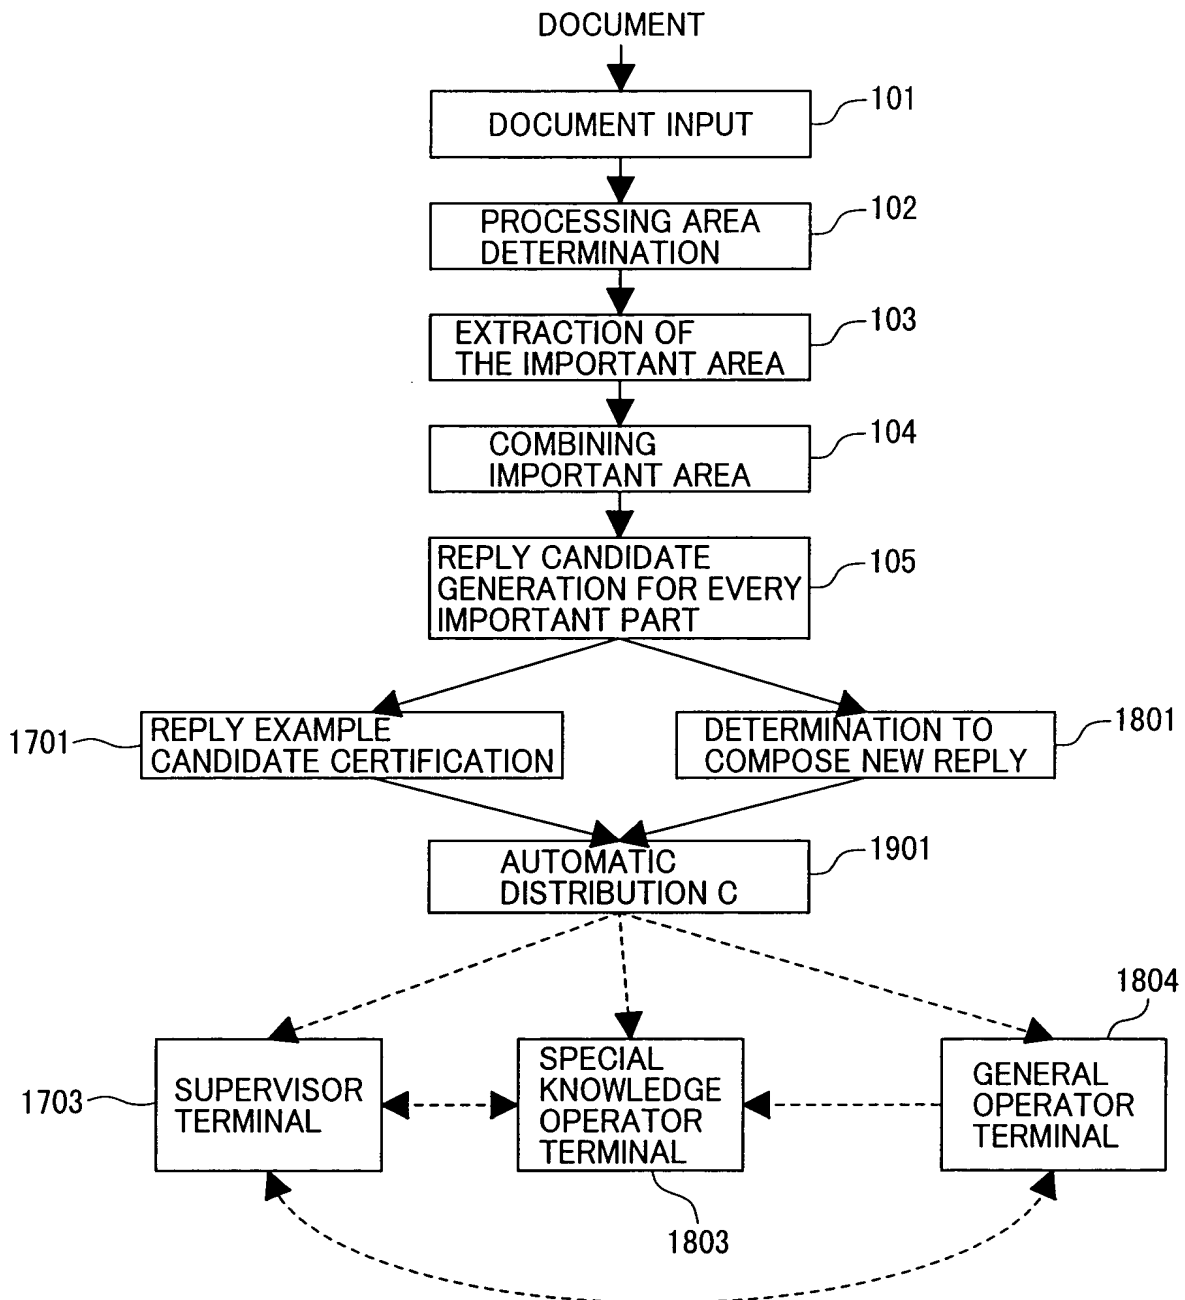 DOCUMENT
DOCUMENT INPUT
101
PROCESSING AREA
DETERMINATION
102
EXTRACTION OF
THE IMPORTANT AREA
103
COMBINING
IMPORTANT AREA
104
REPLY CANDIDATE
GENERATION FOR EVERY
IMPORTANT PART
105
1701
REPLY EXAMPLE
CANDIDATE CERTIFICATION
DETERMINATION TO
COMPOSE NEW REPLY
1801
AUTOMATIC
DISTRIBUTION C
1901
1703
SUPERVISOR
TERMINAL
SPECIAL
KNOWLEDGE
OPERATOR
TERMINAL
1803
1804
GENERAL
OPERATOR
TERMINAL